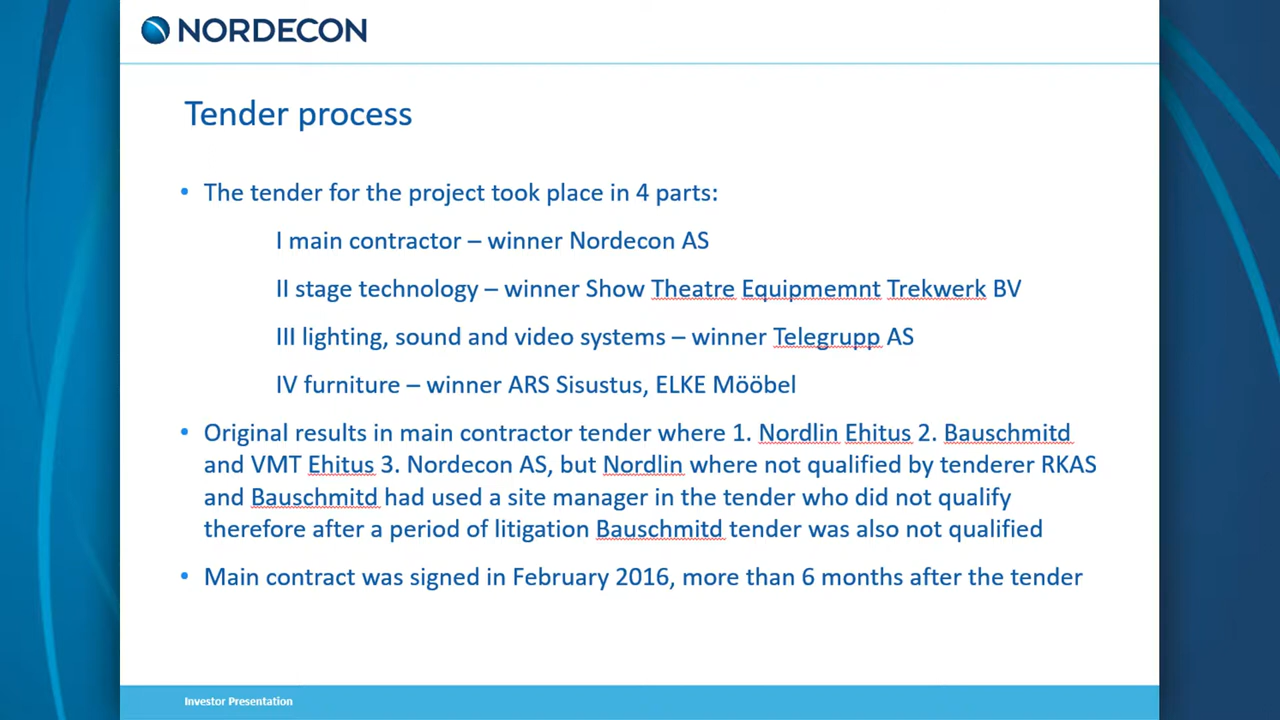 NORDECON
Tender process
• The tender for the project took place in 4 parts:
I main contractor – winner Nordecon AS
II stage technology – winner Show Theatre Equipmemnt Trekwerk BV
III lighting, sound and video systems – winner Telegrupp AS
IV furniture – winner ARS Sisustus, ELKE Mööbel
• Original results in main contractor tender where 1. Nordlin Ehitus 2. Bauschmitd
and VMT Ehitus 3. Nordecon AS, but Nordlin where not qualified by tenderer RKAS
and Bauschmitd had used a site manager in the tender who did not qualify
therefore after a period of litigation Bauschmitd tender was also not qualified
• Main contract was signed in February 2016, more than 6 months after the tender
Investor Presentation